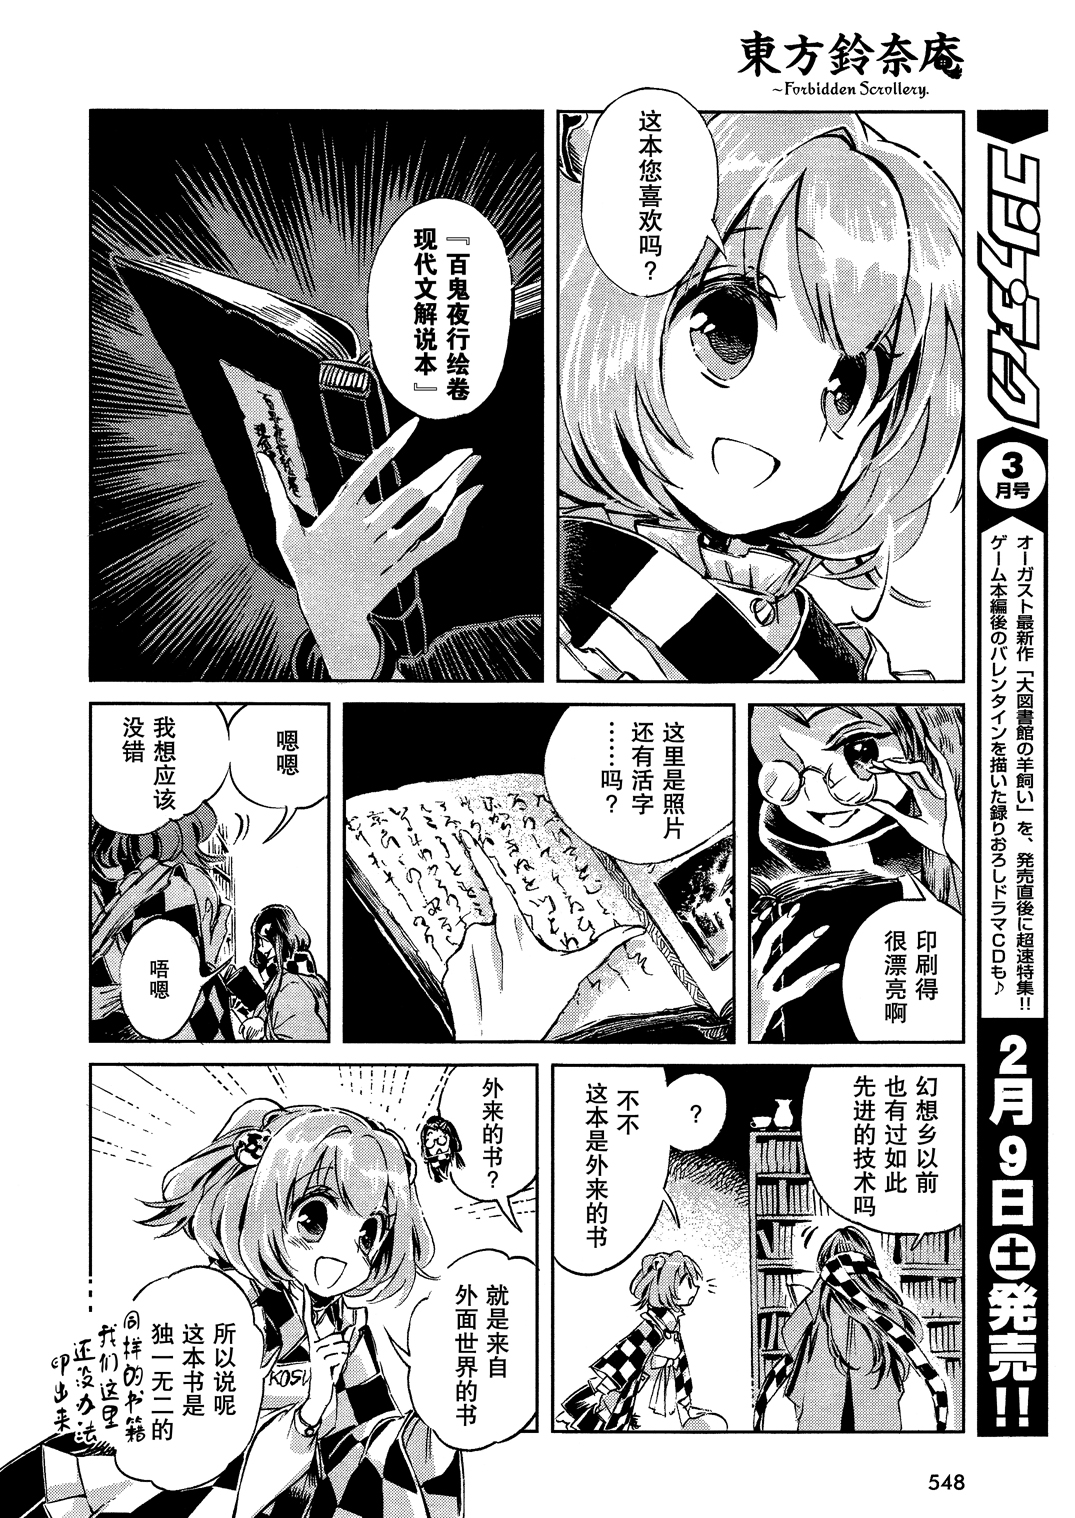 東方鈴奈庵
~Forbidden Scrollery.
这本您喜欢吗？
『百鬼夜行绘卷
现代文解说本』
印刷得
很漂亮啊
这里是照片
还有活字
……吗？
嗯嗯
我想应该
没错
唔嗯
幻想乡以前
也有过如此
先进的技术吗
？
不不
这本是外来的书
外来的书？
就是来自
外面世界的书
所以说呢
这本书是
独一无二的
同样的书籍
我们这里
还没办法
印出来
KOSU
コンプティーク
3
月号
オーガスト最新作「大図書館の羊飼い」を、発売直後に超速特集!!
ゲーム本編後のバレンタインを描いた録りおろしドラマCDも♪
2月9日土発売!!
548